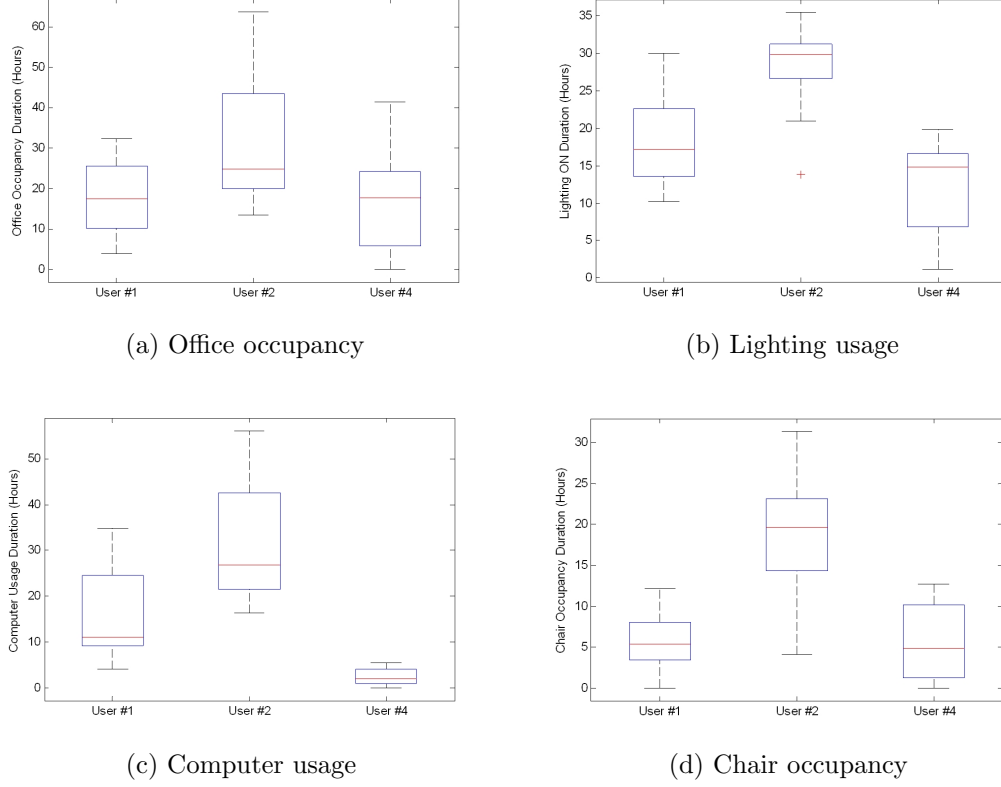 Office Occupancy Duration (Hours)
60
50
40
30
20
10
0
User #1 User #2 User #4
(a) Office occupancy
Lighting ON Duration (Hours)
35
30
25
20
15
10
5
0
User #1 User #2 User #4
(b) Lighting usage
Computer Usage Duration (Hours)
50
40
30
20
10
0
User #1 User #2 User #4
(c) Computer usage
Chair Occupancy Duration (Hours)
30
25
20
15
10
5
0
User #1 User #2 User #4
(d) Chair occupancy